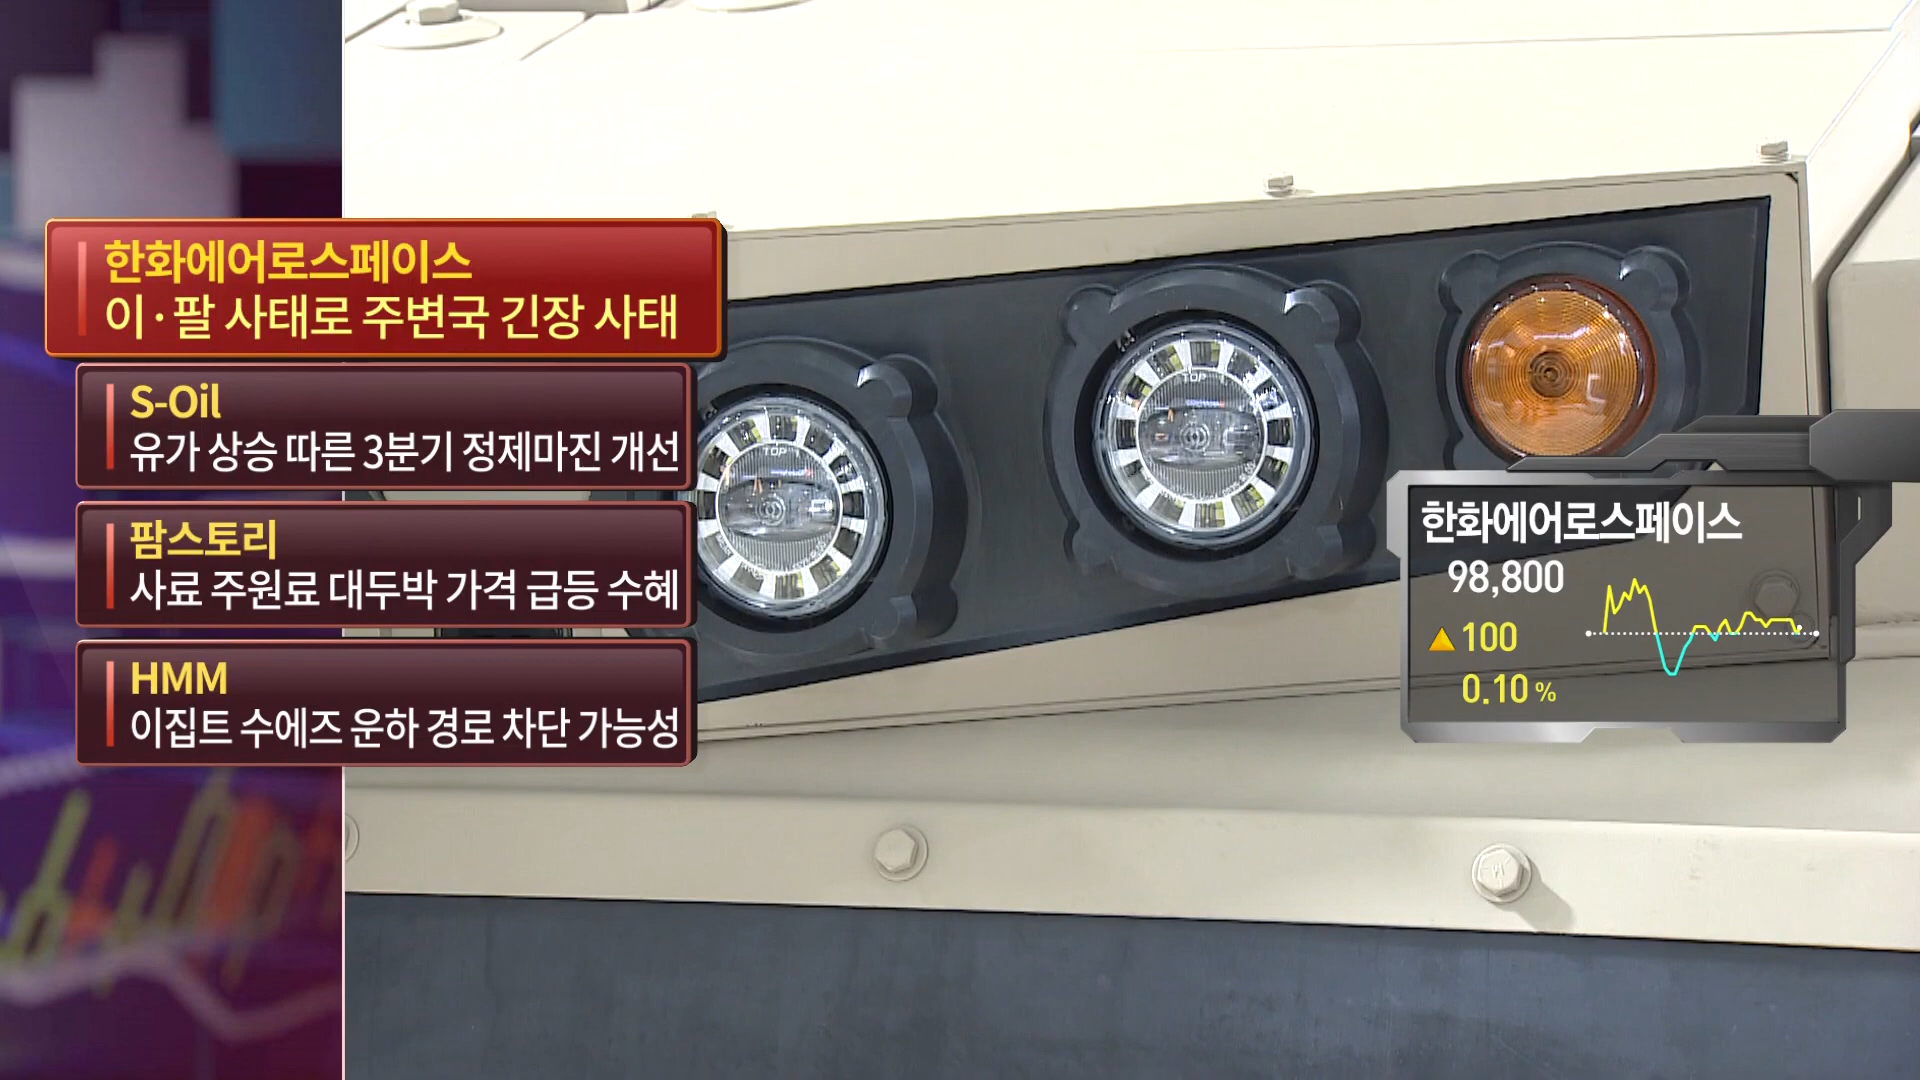 한화에어로스페이스
이·팔 사태로 주변국 긴장 사태
S-Oil
유가 상승 따른 3분기 정제마진 개선
팜스토리
사료 주원료 대두박 가격 급등 수혜
HMM
이집트 수에즈 운하 경로 차단 가능성
TOP
TOP
한화에어로스페이스
98,800
▲100
0.10%